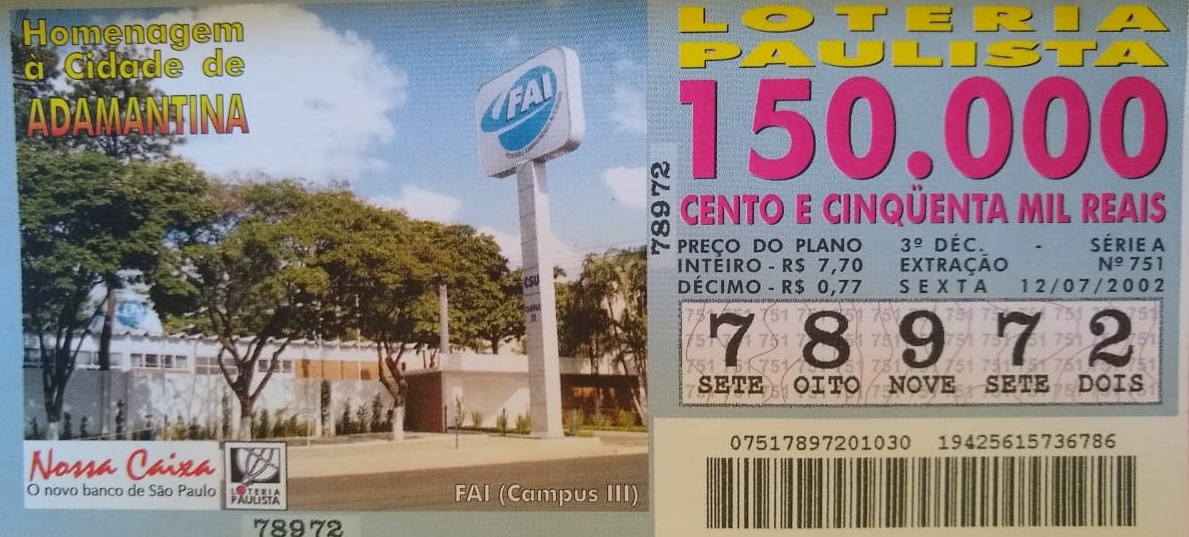 Homenagem
à Cidade de
ADAMANTINA
FAI
FAI
CSU
Nossa Caixa
O novo banco de São Paulo
LOTERIA
PAULISTA
FAI (Campus III)
78972
78972
LOTERIA
PAULISTA
150.000
CENTO E CINQÜENTA MIL REAIS
PREÇO DO PLANO 3º DÉC. - SÉRIE A
INTEIRO - R$ 7,70 EXTRAÇÃO Nº 751
DÉCIMO - R$ 0,77 SEXTA 12/07/2002
7 8 9 7 2
SETE OITO NOVE SETE DOIS
07517897201030 19425615736786